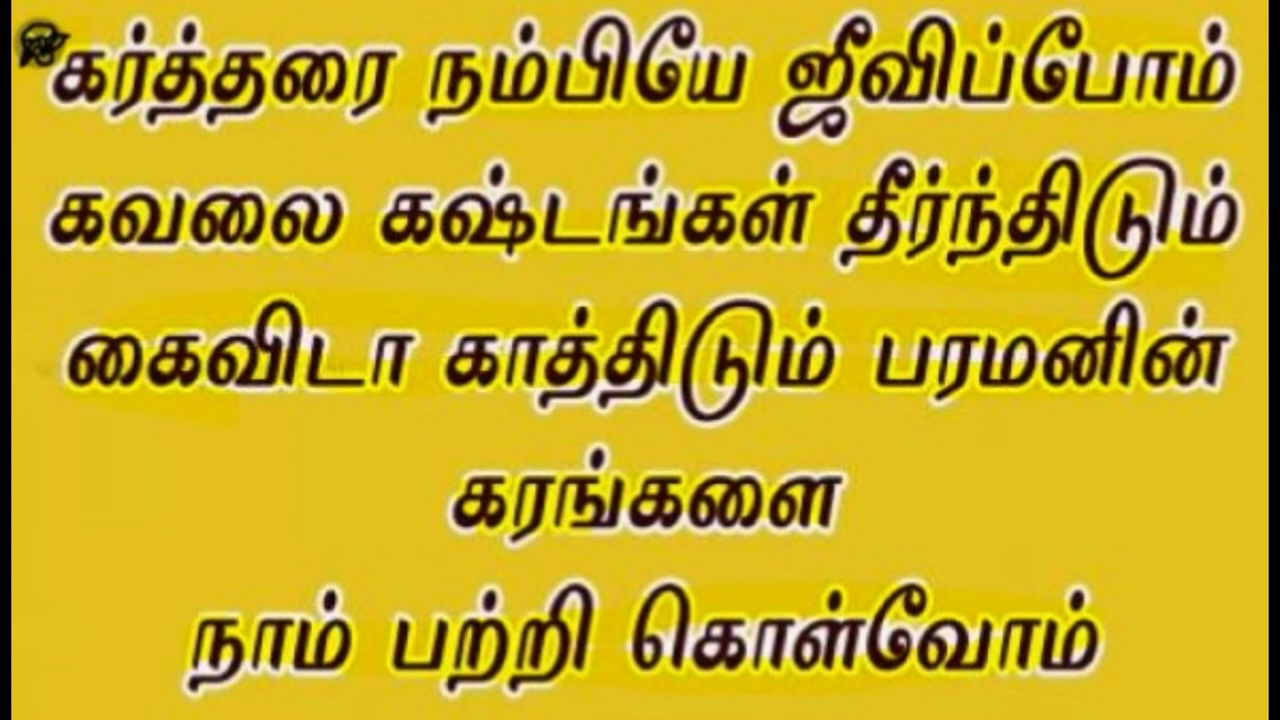 கர்த்தரை நம்பியே ஜீவிப்போம்
கவலை கஷ்டங்கள் தீர்ந்திடும்
கைவிடா காத்திடும் பரமனின்
கரங்களை
நாம் பற்றி கொள்வோம்